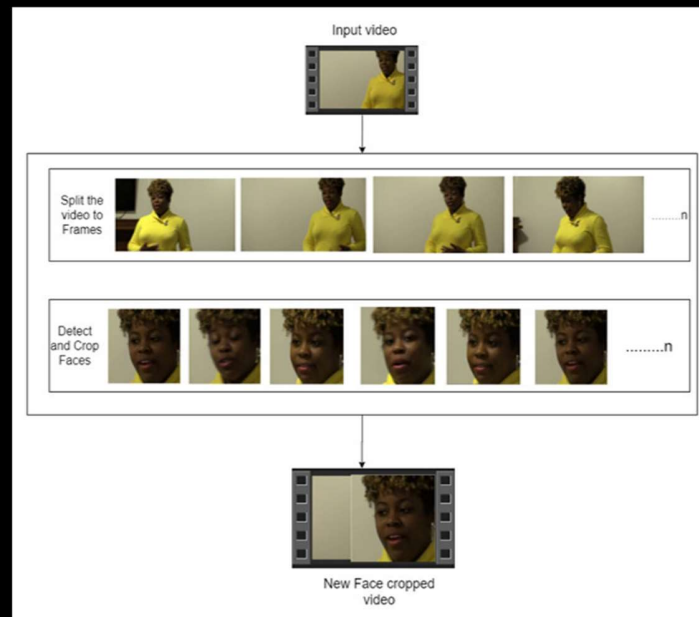 Input video
Split the
video to
Frames
.........n
Detect
and Crop
Faces
.........n
New Face cropped
video